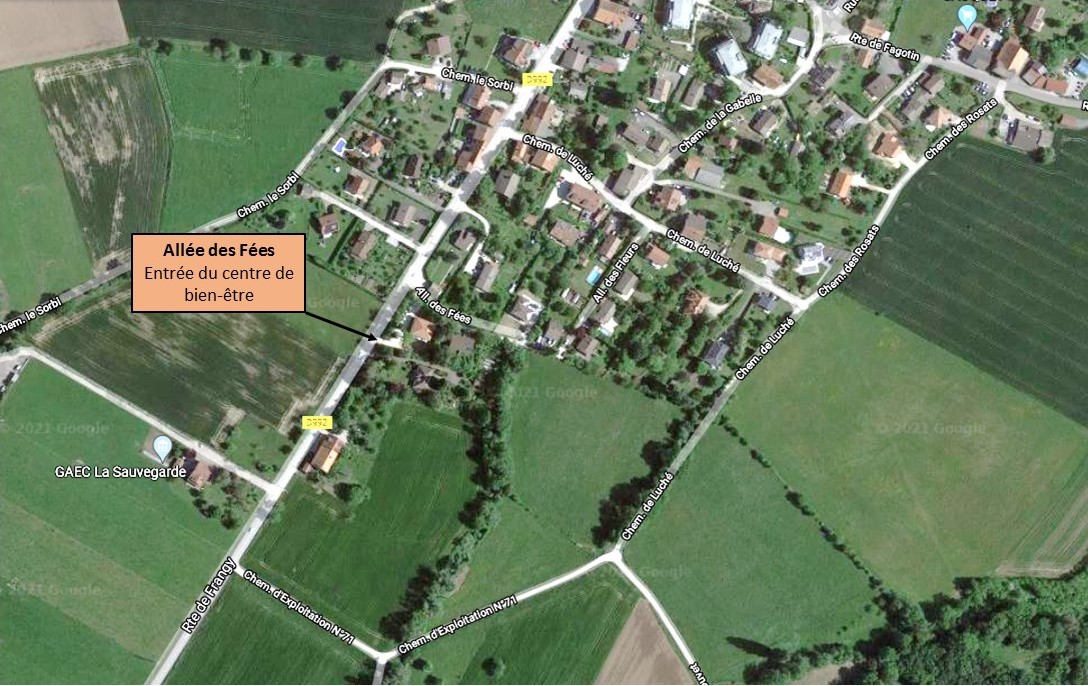 Rte de Fagotin
Chem. le Sorbi
D992
Chem. de la Gabelle
Chem. des Rosats
Chem. de Luché
Chem. le Sorbi
Chem. de Luché
Chem. des Rosats
All. des Fleurs
Allée des Fées
Entrée du centre de
bien-être
Google
All. des Fées
Chem. le Sorbi
Chem. de Luché
2021 Google
D992
© 2021 Google
© 2021 Google
GAEC La Sauvegarde
Chem. de Luché
Rte de Frangy
Chem. d'Exploitation N°71
Chem. d'Exploitation N°71
2021 Google